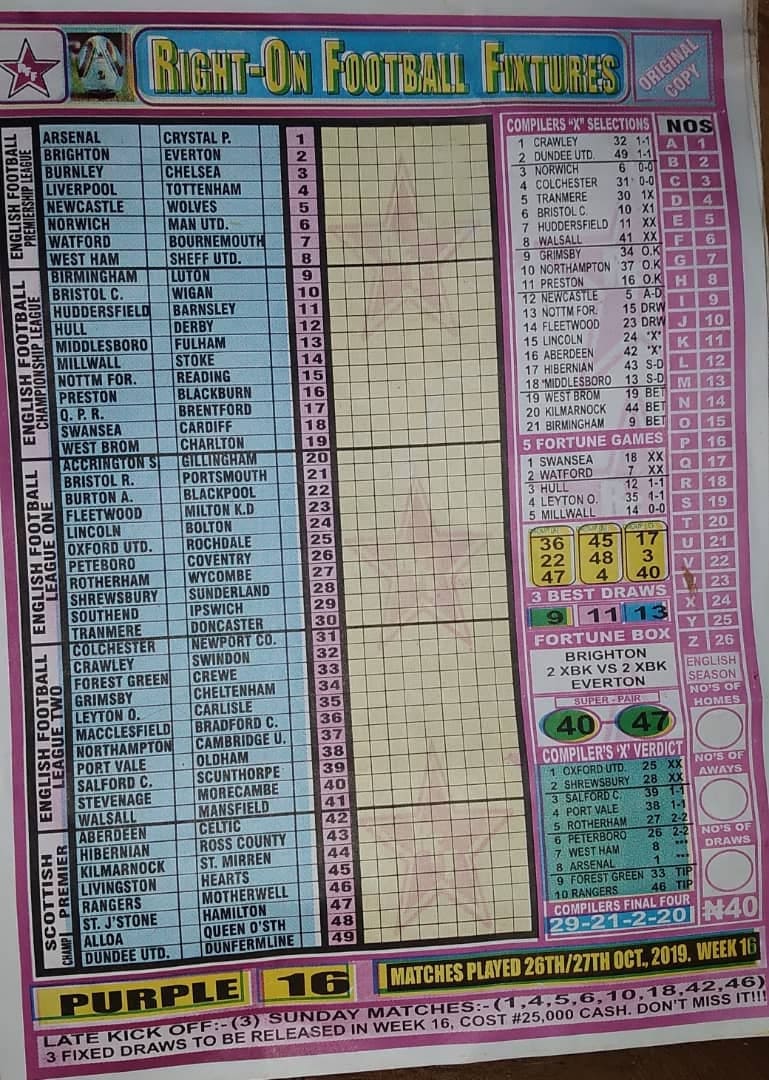 RFF
RIGHT-ON FOOTBALL FIXTURES
ORIGINAL
COPY
ENGLISH FOOTBALL
PREMIERSHIP LEAGUE
ARSENAL CRYSTAL P. 1
BRIGHTON EVERTON 2
BURNLEY CHELSEA 3
LIVERPOOL TOTTENHAM 4
NEWCASTLE WOLVES 5
NORWICH MAN UTD. 6
WATFORD BOURNEMOUTH 7
WEST HAM SHEFF UTD. 8
ENGLISH FOOTBALL
CHAMPIONSHIP LEAGUE
BIRMINGHAM LUTON 9
BRISTOL C. WIGAN 10
HUDDERSFIELD BARNSLEY 11
HULL DERBY 12
MIDDLESBORO FULHAM 13
MILLWALL STOKE 14
NOTTM FOR. READING 15
PRESTON BLACKBURN 16
Q. P. R. BRENTFORD 17
SWANSEA CARDIFF 18
WEST BROM CHARLTON 19
ENGLISH FOOTBALL
LEAGUE ONE
ACCRINGTON S GILLINGHAM 20
BRISTOL R. PORTSMOUTH 21
BURTON A. BLACKPOOL 22
FLEETWOOD MILTON K.D 23
LINCOLN BOLTON 24
OXFORD UTD. ROCHDALE 25
PETEBORO COVENTRY 26
ROTHERHAM WYCOMBE 27
SHREWSBURY SUNDERLAND 28
SOUTHEND IPSWICH 29
TRANMERE DONCASTER 30
ENGLISH FOOTBALL
LEAGUE TWO
COLCHESTER NEWPORT CO. 31
CRAWLEY SWINDON 32
FOREST GREEN CREWE 33
GRIMSBY CHELTENHAM 34
LEYTON O. CARLISLE 35
MACCLESFIELD BRADFORD C. 36
NORTHAMPTON CAMBRIDGE U. 37
PORT VALE OLDHAM 38
SALFORD C. SCUNTHORPE 39
STEVENAGE MORECAMBE 40
WALSALL MANSFIELD 41
SCOTTISH
PREMIER
ABERDEEN CELTIC 42
HIBERNIAN ROSS COUNTY 43
KILMARNOCK ST. MIRREN 44
LIVINGSTON HEARTS 45
RANGERS MOTHERWELL 46
ST. J'STONE HAMILTON 47
CHAMP
ALLOA QUEEN O'STH 48
DUNDEE UTD. DUNFERMLINE 49
COMPILERS "X" SELECTIONS
1 CRAWLEY 32 1-1
2 DUNDEE UTD. 49 1-1
3 NORWICH 6 0-0
4 COLCHESTER 31 0-0
5 TRANMERE 30 1X
6 BRISTOL C. 10 X1
7 HUDDERSFIELD 11 XX
8 WALSALL 41 XX
9 GRIMSBY 34 O.K
10 NORTHAMPTON 37 O.K
11 PRESTON 16 O.K
12 NEWCASTLE 5 A-D
13 NOTTM FOR. 15 DRW
14 FLEETWOOD 23 DRW
15 LINCOLN 24 "X"
16 ABERDEEN 42 "X"
17 HIBERNIAN 43 S-D
18 "MIDDLESBORO 13 S-D
19 WEST BROM 19 BET
20 KILMARNOCK 44 BET
21 BIRMINGHAM 9 BET
5 FORTUNE GAMES
1 SWANSEA 18 XX
2 WATFORD 7 XX
3 HULL 12 1-1
4 LEYTON O. 35 1-1
5 MILLWALL 14 0-0
36 45 17
22 48 3
47 4 40
3 BEST DRAWS
9 11 13
FORTUNE BOX
BRIGHTON
2 XBK VS 2 XBK
EVERTON
SUPER - PAIR
40 - 47
COMPILER'S 'X' VERDICT
1 OXFORD UTD. 25 XX
2 SHREWSBURY 28 XX
3 SALFORD C. 39 1-1
4 PORT VALE 38 1-1
5 ROTHERHAM 27 2-2
6 PETERBORO 26 2-2
7 WEST HAM 8 ***
8 ARSENAL 1 ***
9 FOREST GREEN 33 TIP
10 RANGERS 46 TIP
COMPILERS FINAL FOUR
29-21-2-20
NOS
A 1
B 2
C 3
D 4
E 5
F 6
G 7
H 8
I 9
J 10
K 11
L 12
M 13
N 14
O 15
P 16
Q 17
R 18
S 19
T 20
U 21
22
23
X 24
Y 25
Z 26
ENGLISH
SEASON
NO'S OF
HOMES
NO'S OF
AWAYS
NO'S OF
DRAWS
₦40
PURPLE 16
MATCHES PLAYED 26TH/27TH OCT., 2019. WEEK 16
LATE KICK OFF:- (3) SUNDAY MATCHES:- (1,4,5,6,10,18,42,46)
3 FIXED DRAWS TO BE RELEASED IN WEEK 16, COST #25,000 CASH. DON'T MISS IT!!!